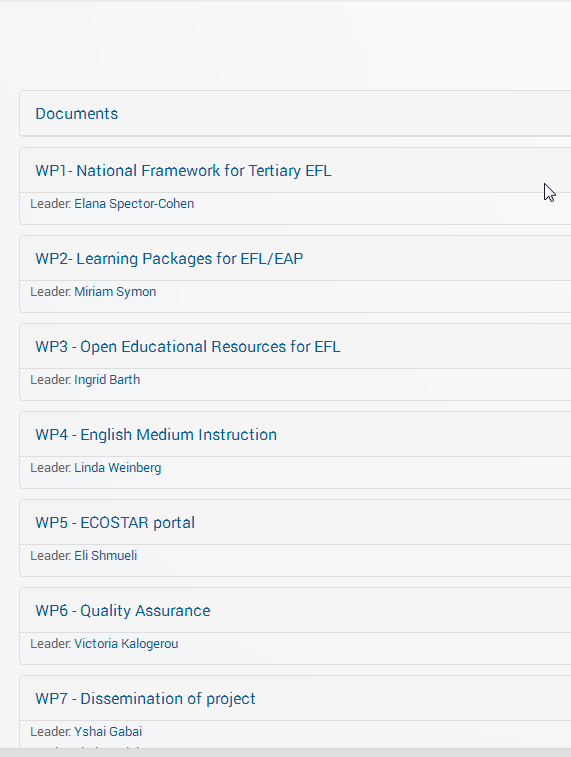 Documents
WP1- National Framework for Tertiary EFL
Leader: Elana Spector-Cohen
WP2- Learning Packages for EFL/EAP
Leader: Miriam Symon
WP3 - Open Educational Resources for EFL
Leader: Ingrid Barth
WP4 - English Medium Instruction
Leader: Linda Weinberg
WP5 - ECOSTAR portal
Leader: Eli Shmueli
WP6 - Quality Assurance
Leader: Victoria Kalogerou
WP7 - Dissemination of project
Leader: Yshai Gabai